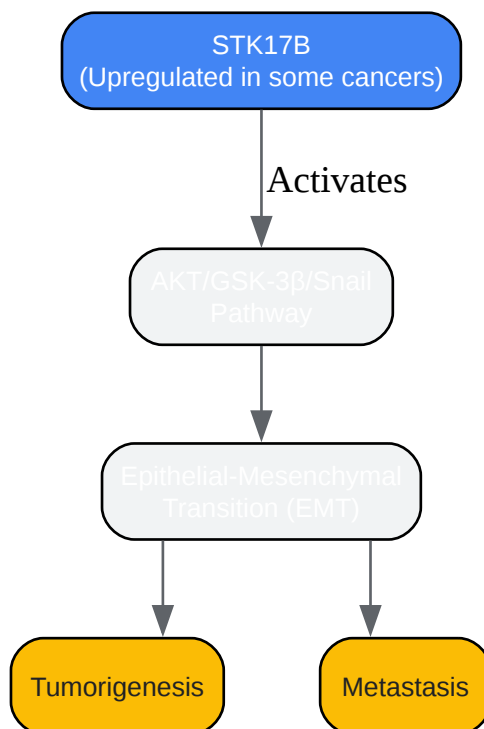 STK17B
(Upregulated in some cancers)
Activates
AKT/GSK-3β/Snail
Pathway
Epithelial-Mesenchymal
Transition (EMT)
Tumorigenesis
Metastasis